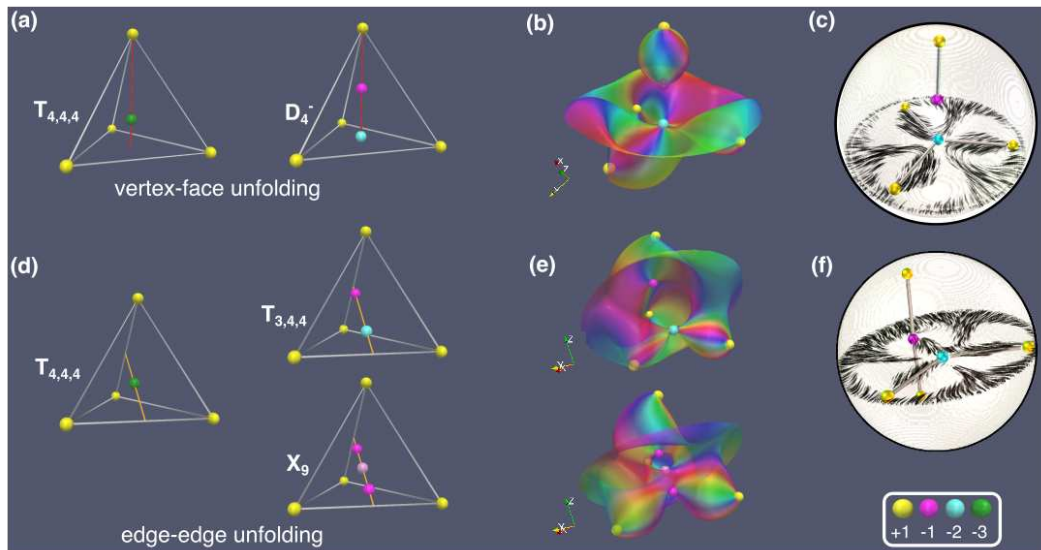 (a)
T4,4,4
D4-
vertex-face unfolding
(b)
X
Z
Y
(c)
(d)
T4,4,4
T3,4,4
X9
edge-edge unfolding
(e)
Z
Z
(f)
+1 -1 -2 -3